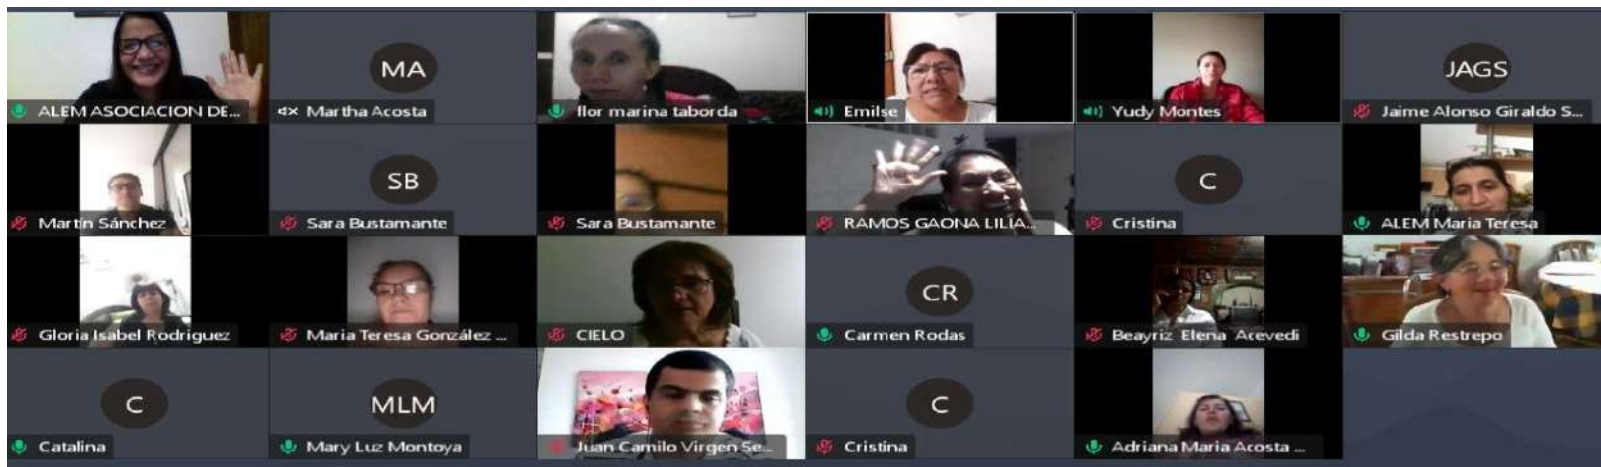 ALEM ASOCIACION DE...
MA
Martha Acosta
flor marina taborda
Emilse
Yudy Montes
JAGS
Jaime Alonso Giraldo S...
Martín Sánchez
SB
Sara Bustamante
Sara Bustamante
RAMOS GAONA LILIA...
C
Cristina
ALEM Maria Teresa
Gloria Isabel Rodriguez
Maria Teresa González ...
CIELO
CR
Carmen Rodas
Beayriz Elena Acevedi
Gilda Restrepo
C
Catalina
MLM
Mary Luz Montoya
Juan Camilo Virgen Se...
C
Cristina
Adriana Maria Acosta ...